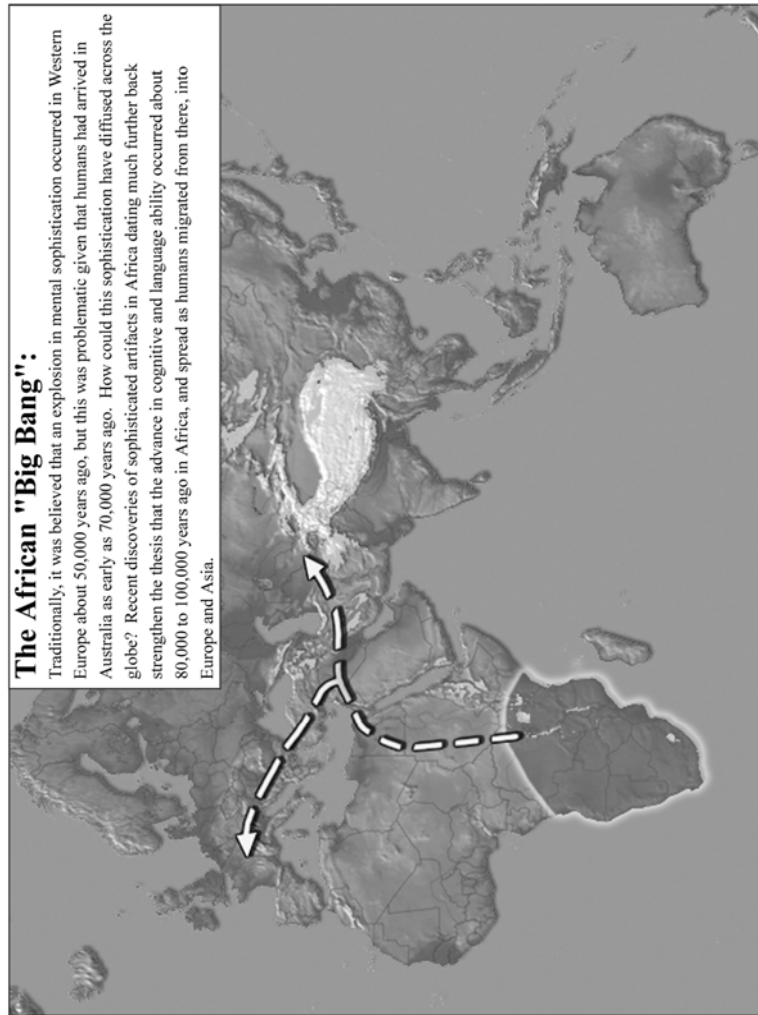 The African "Big Bang":
Traditionally, it was believed that an explosion in mental sophistication occurred in Western
Europe about 50,000 years ago, but this was problematic given that humans had arrived in
Australia as early as 70,000 years ago. How could this sophistication have diffused across the
globe? Recent discoveries of sophisticated artifacts in Africa dating much further back
strengthen the thesis that the advance in cognitive and language ability occurred about
80,000 to 100,000 years ago in Africa, and spread as humans migrated from there, into
Europe and Asia.